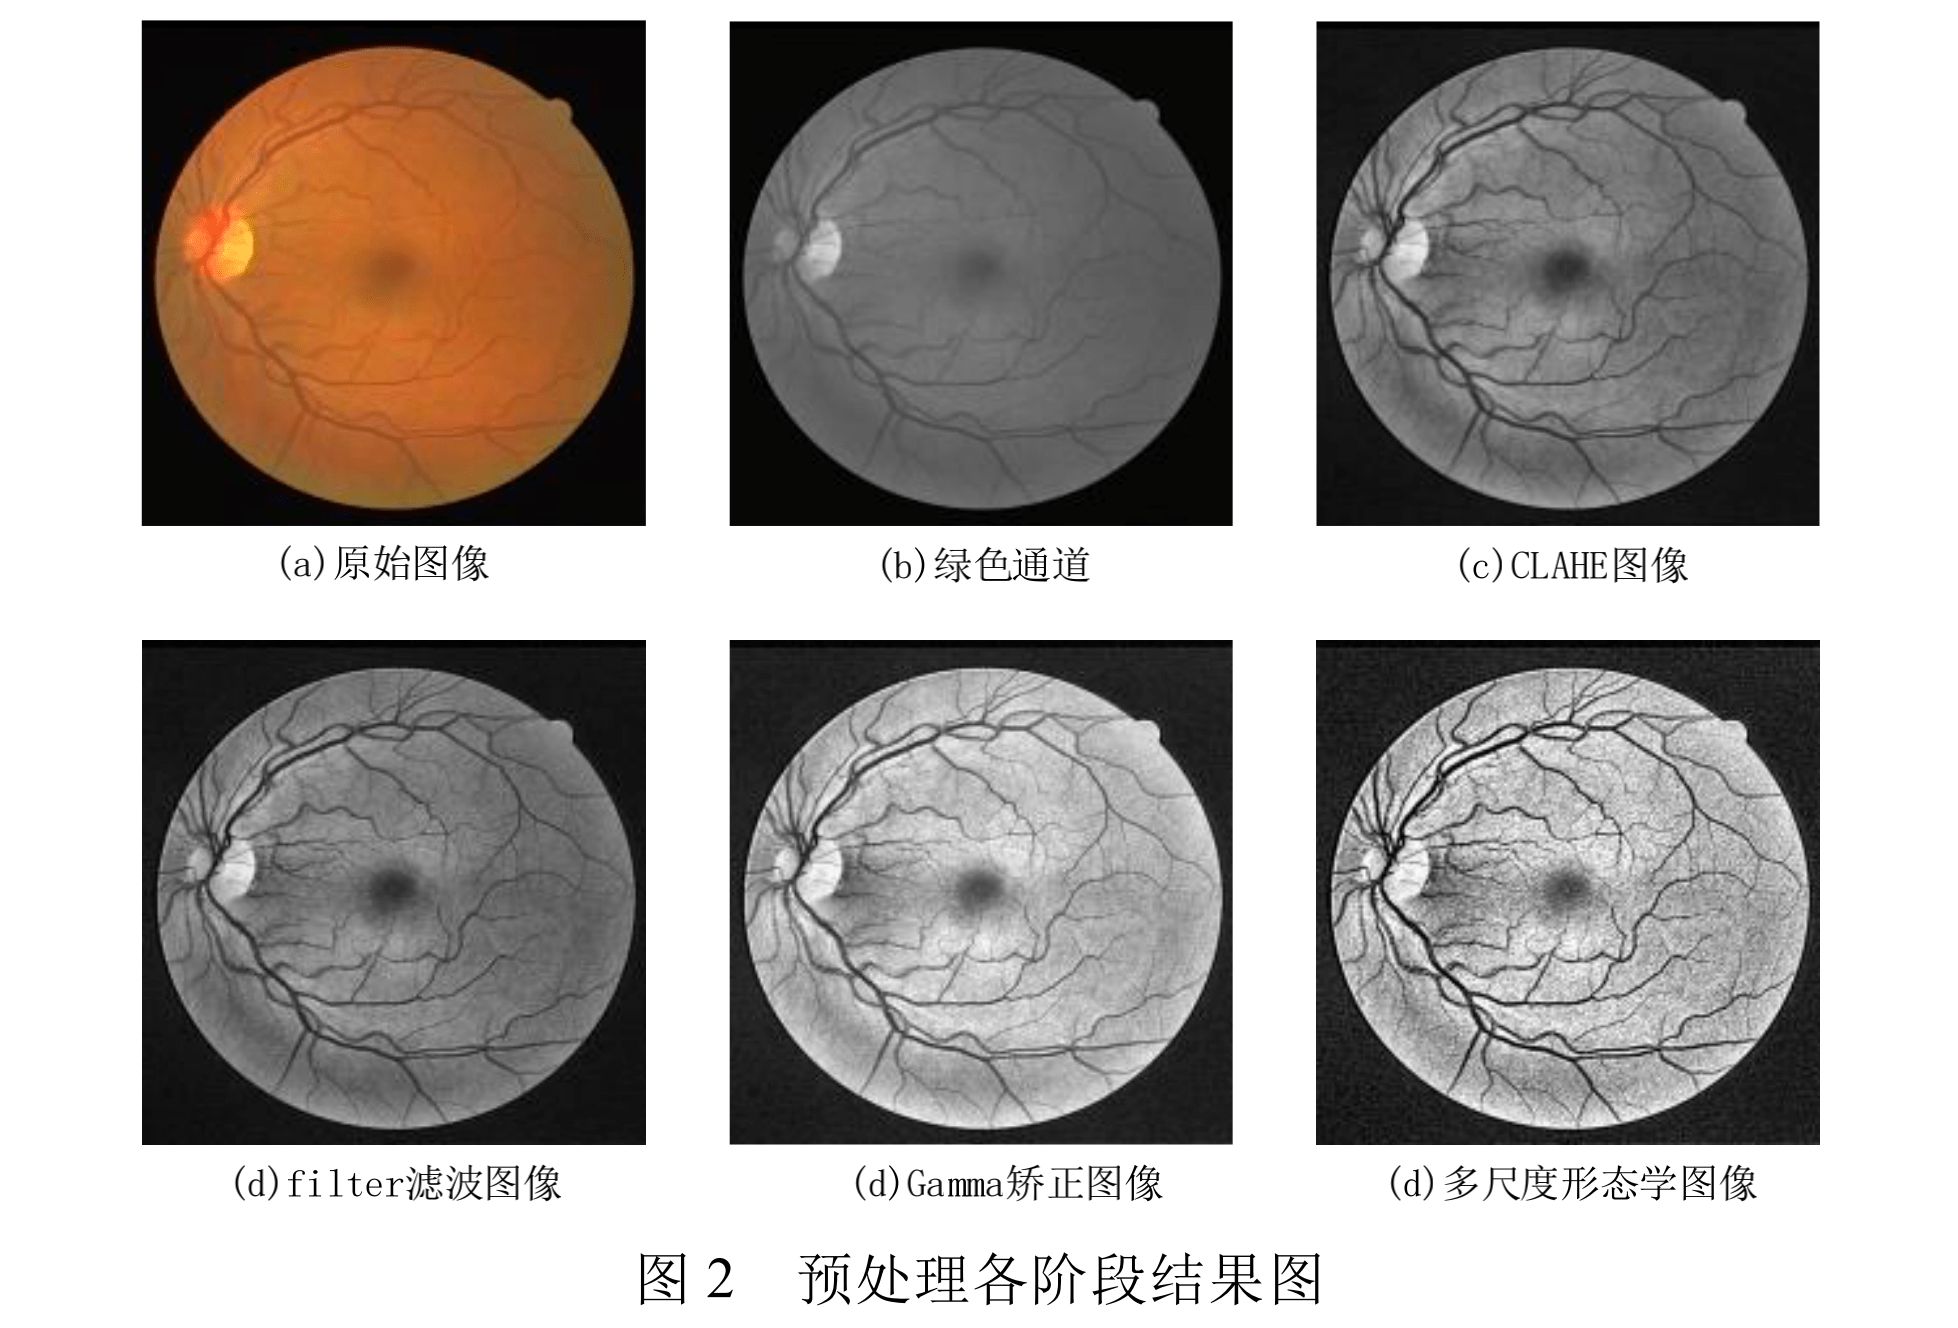 (a)原始图像
(b)绿色通道
(c)CLAHE图像
(d)filter滤波图像
(d)Gamma矫正图像
(d)多尺度形态学图像
图 2 预处理各阶段结果图